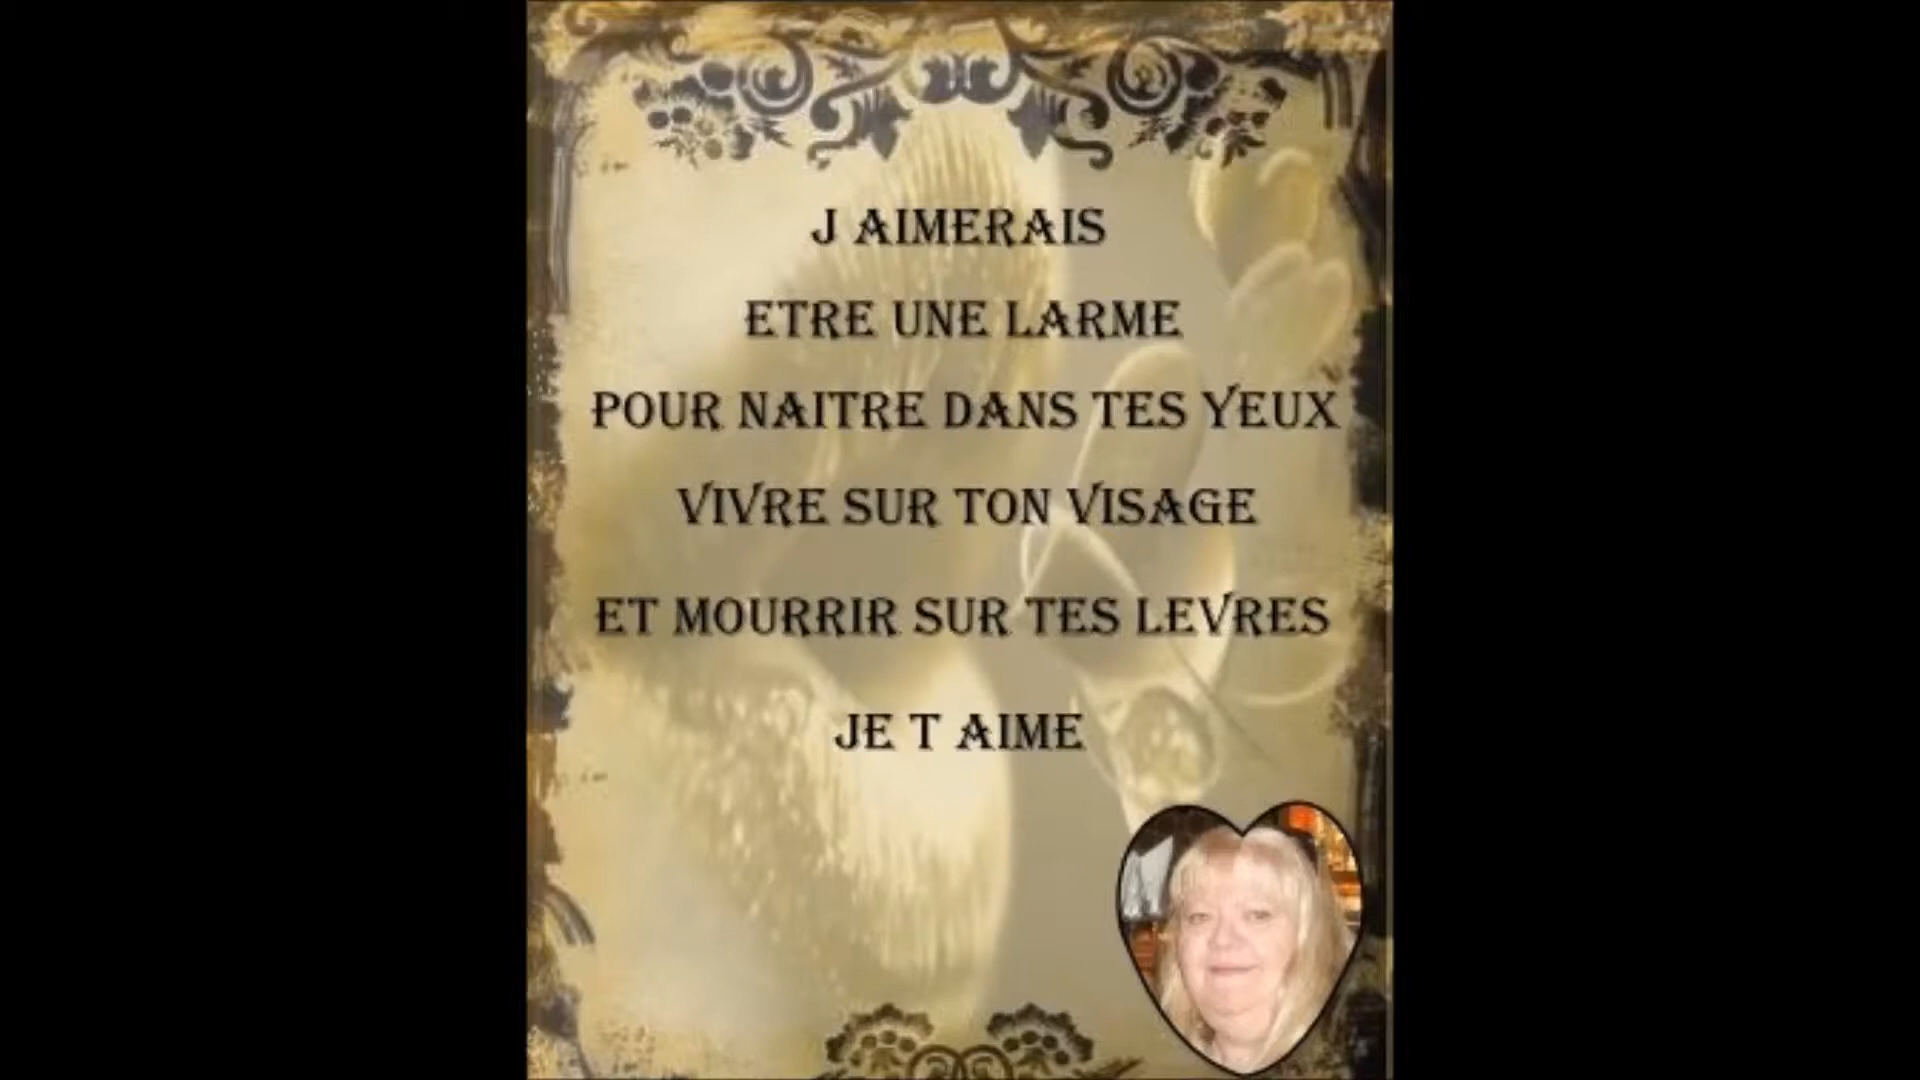 J AIMERAIS
ETRE UNE LARME
POUR NAITRE DANS TES YEUX
VIVRE SUR TON VISAGE
ET MOURRIR SUR TES LEVRES
JE T AIME